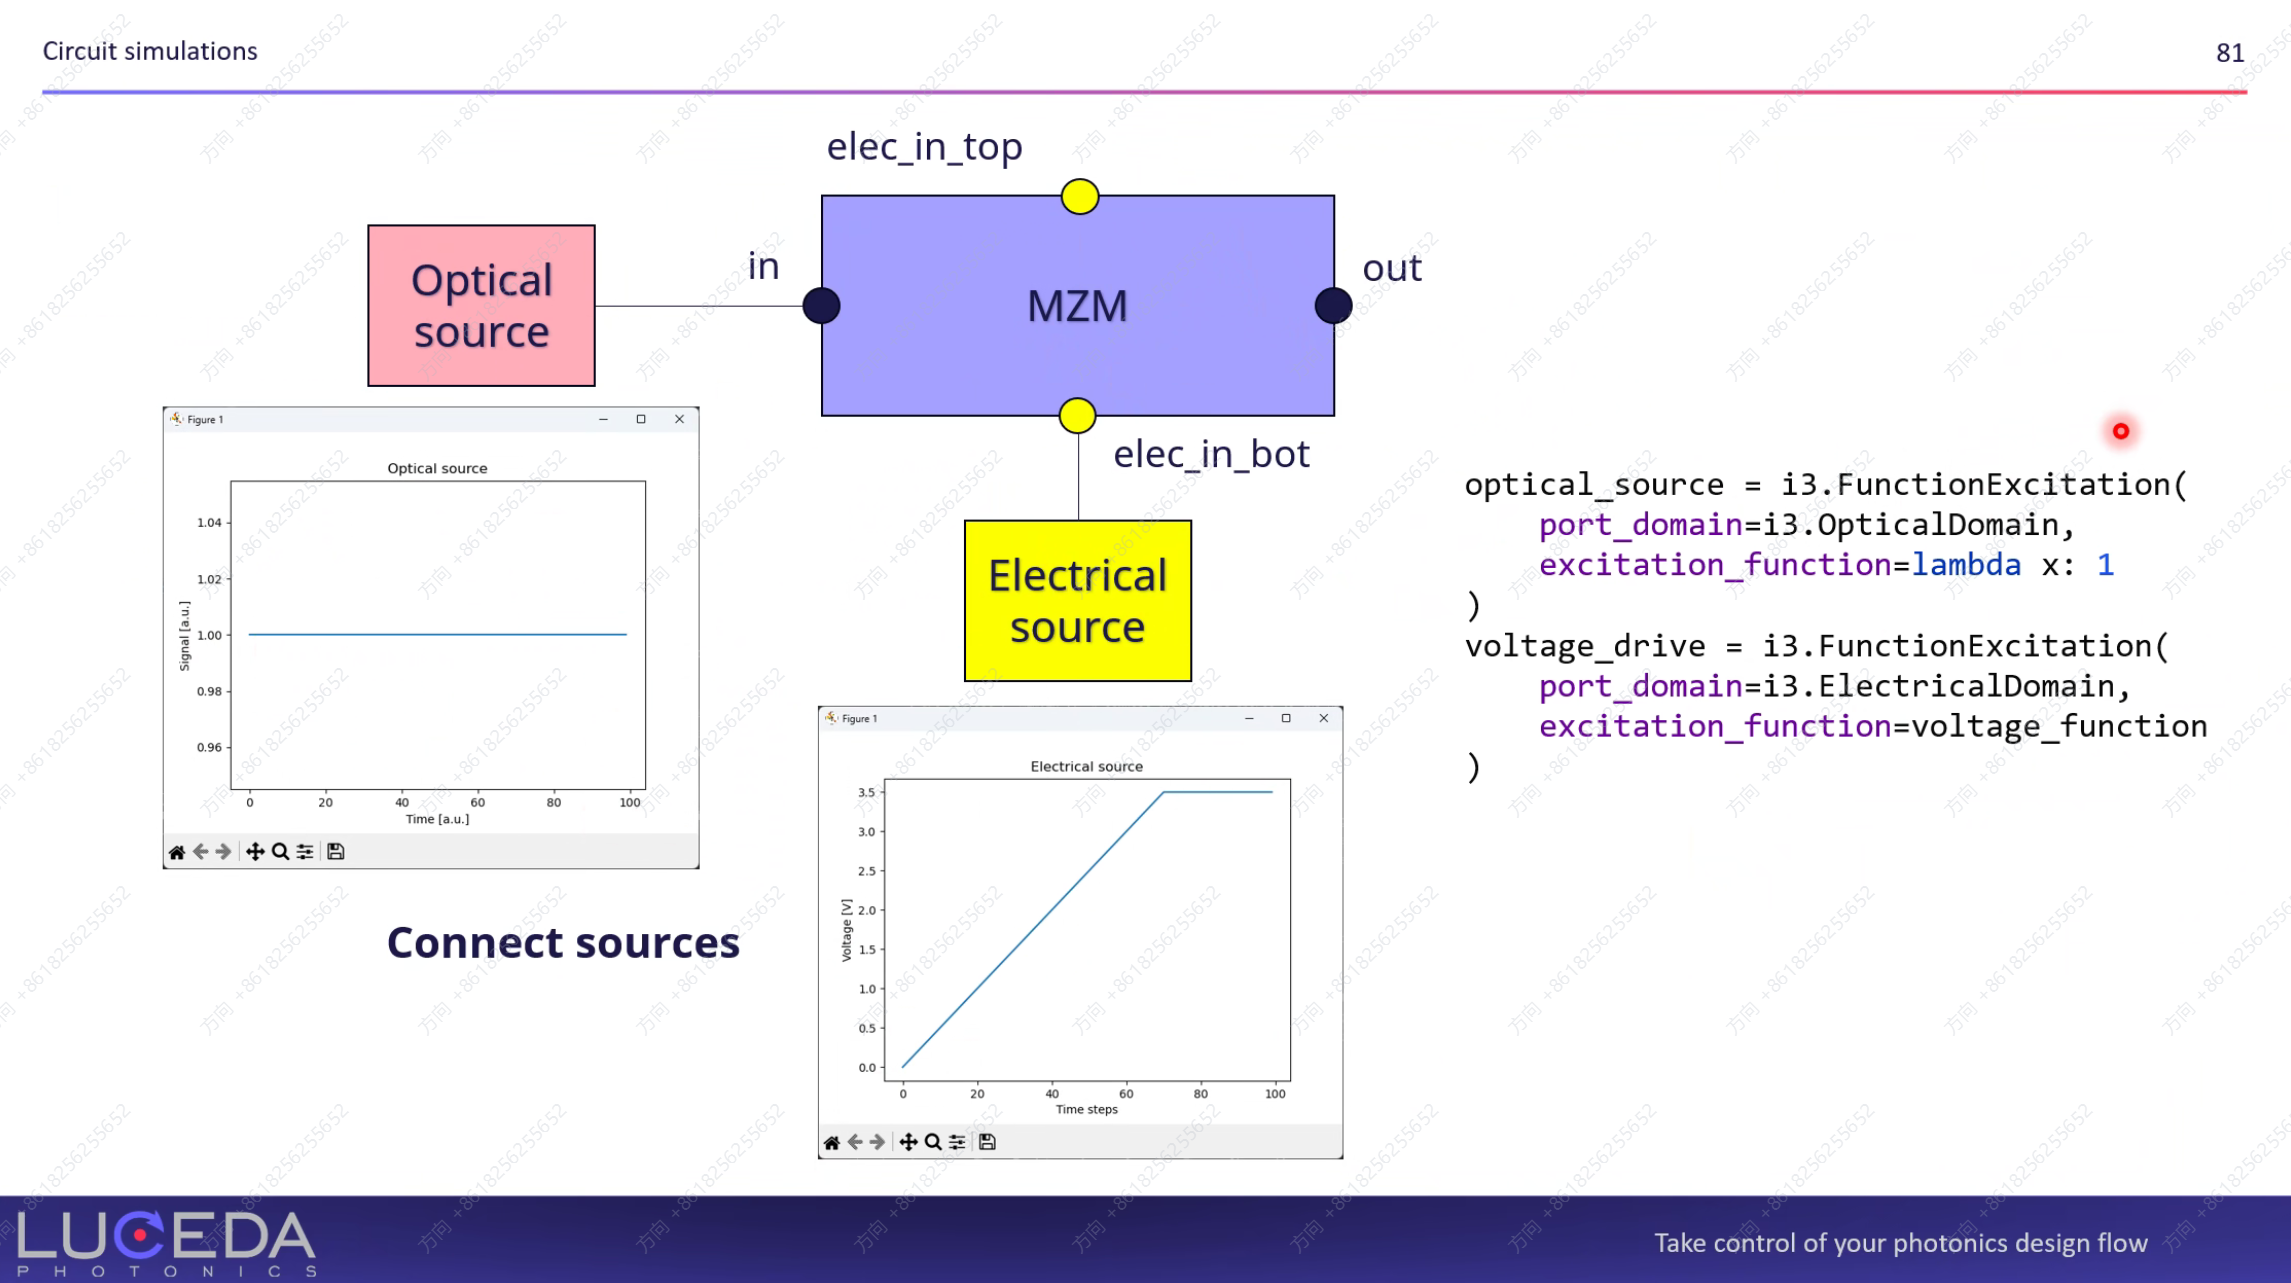 Circuit simulations
81
elec_in_top
Optical
source
in
MZM
out
elec_in_bot
Electrical
source
Figure 1
Optical source
1.04
1.02
1.00
0.98
0.96
Signal [a.u.]
0 20 40 60 80 100
Time [a.u.]
optical_source = i3.FunctionExcitation(
    port_domain=i3.OpticalDomain,
    excitation_function=lambda x: 1
)
voltage_drive = i3.FunctionExcitation(
    port_domain=i3.ElectricalDomain,
    excitation_function=voltage_function
)
Figure 1
Electrical source
3.5
3.0
2.5
2.0
1.5
1.0
0.5
0.0
Voltage [V]
0 20 40 60 80 100
Time steps
Connect sources
LUCEDA
PHOTONICS
Take control of your photonics design flow
方向 +8618256255652